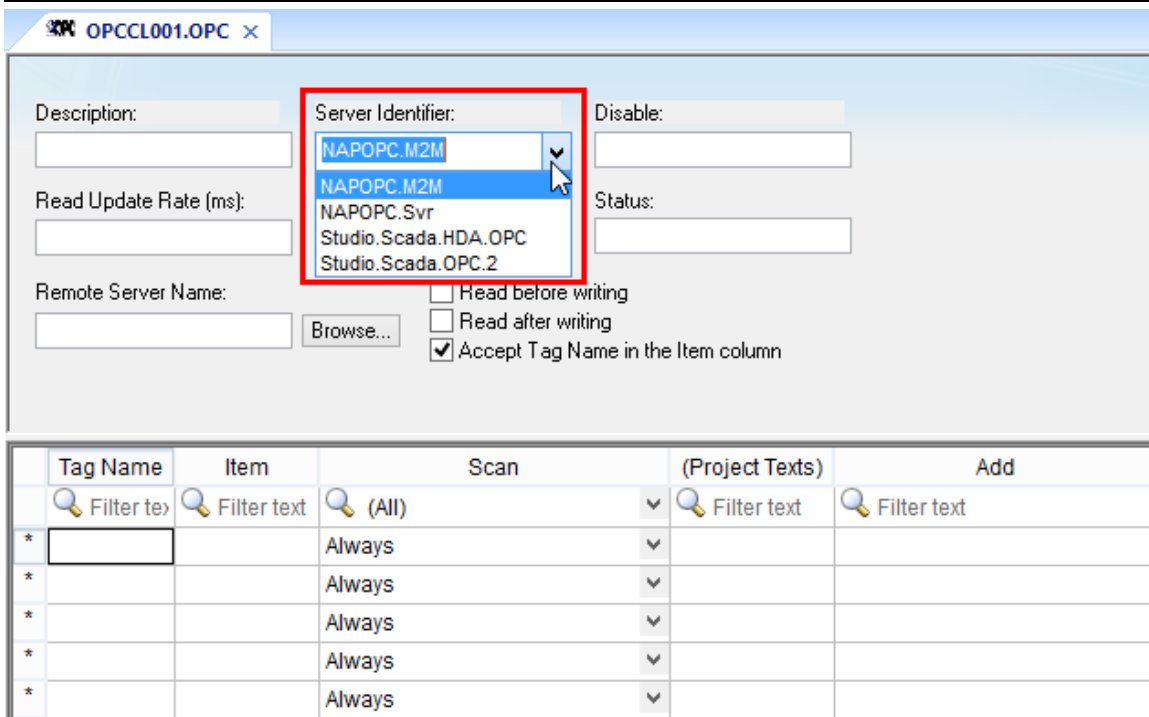 OPCCL001.OPC
Description: Server Identifier: Disable:
NAPOPC.M2M
NAPOPC.M2M
Read Update Rate (ms): Status:
NAPOPC.Svr
Studio.Scada.HDA.OPC
Studio.Scada.OPC.2
Remote Server Name: Read before writing
Browse... Read after writing
Accept Tag Name in the Item column
Tag Name Item Scan (Project Texts) Add
Filter tex Filter text (All) Filter text Filter text
* Always
* Always
* Always
* Always
* Always